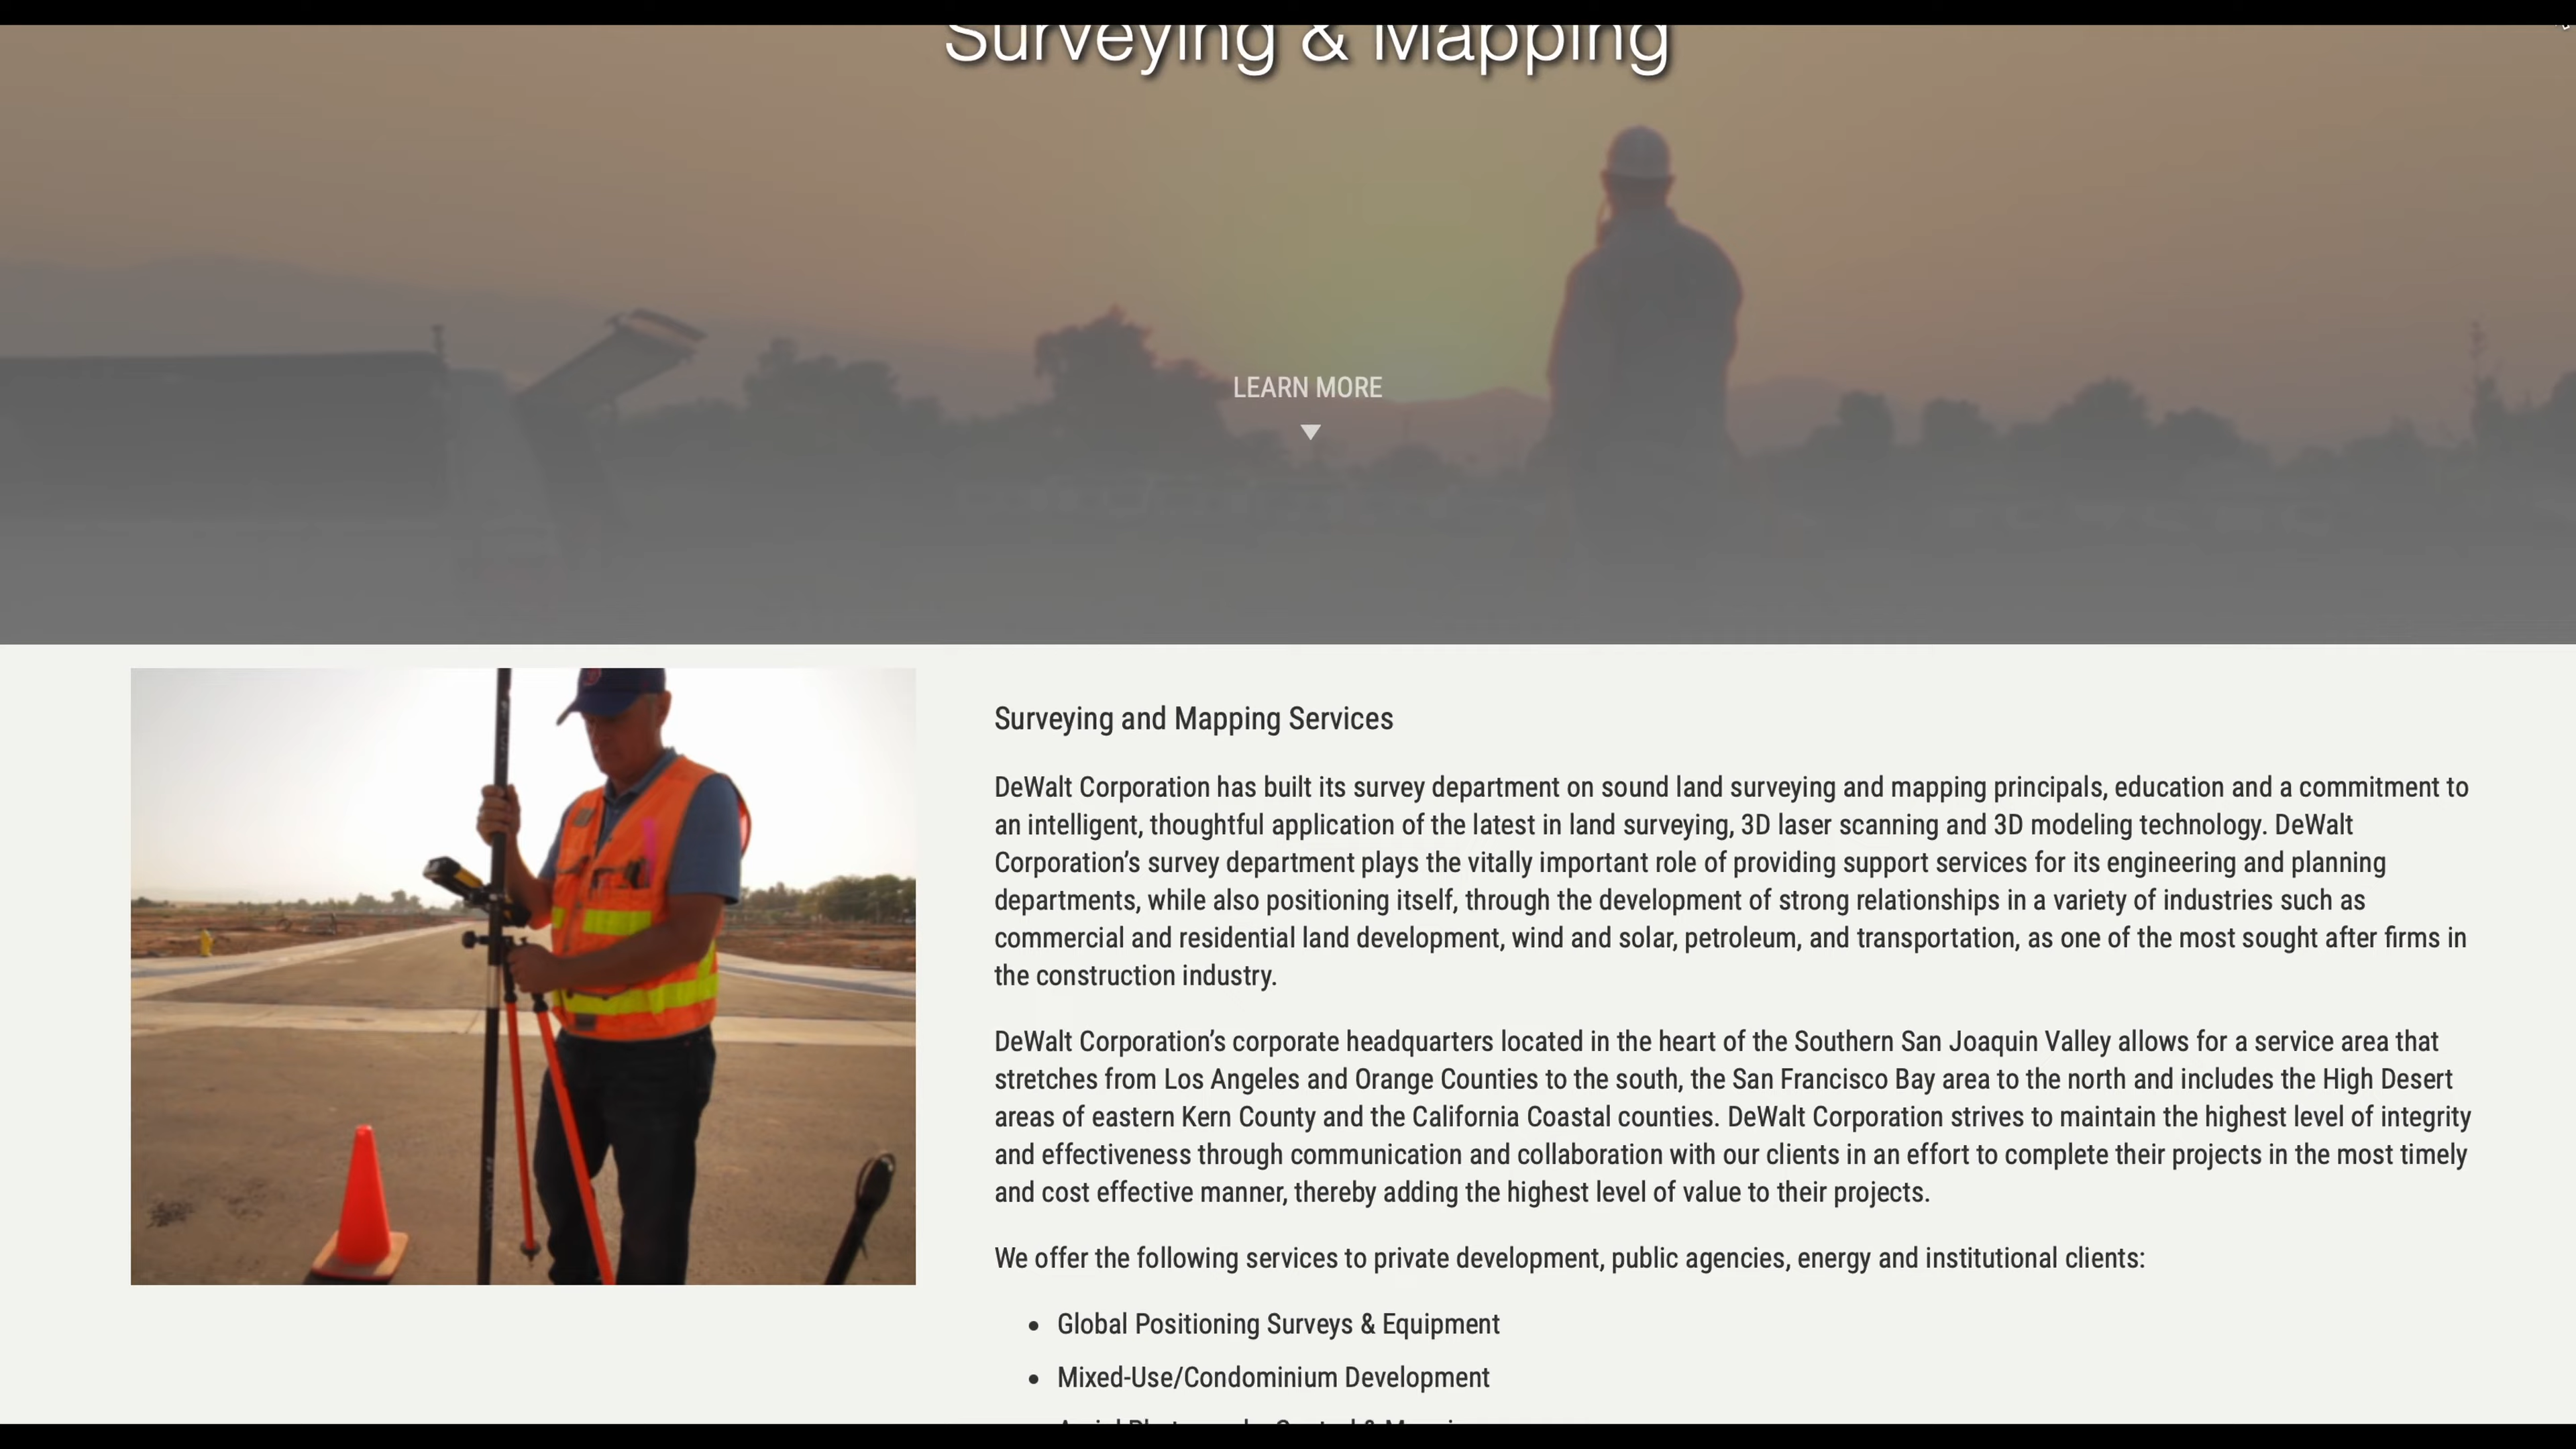 Surveying & Mapping
LEARN MORE
Surveying and Mapping Services
DeWalt Corporation has built its survey department on sound land surveying and mapping principals, education and a commitment to
an intelligent, thoughtful application of the latest in land surveying, 3D laser scanning and 3D modeling technology. DeWalt
Corporation’s survey department plays the vitally important role of providing support services for its engineering and planning
departments, while also positioning itself, through the development of strong relationships in a variety of industries such as
commercial and residential land development, wind and solar, petroleum, and transportation, as one of the most sought after firms in
the construction industry.
DeWalt Corporation’s corporate headquarters located in the heart of the Southern San Joaquin Valley allows for a service area that
stretches from Los Angeles and Orange Counties to the south, the San Francisco Bay area to the north and includes the High Desert
areas of eastern Kern County and the California Coastal counties. DeWalt Corporation strives to maintain the highest level of integrity
and effectiveness through communication and collaboration with our clients in an effort to complete their projects in the most timely
and cost effective manner, thereby adding the highest level of value to their projects.
We offer the following services to private development, public agencies, energy and institutional clients:
• Global Positioning Surveys & Equipment
• Mixed-Use/Condominium Development